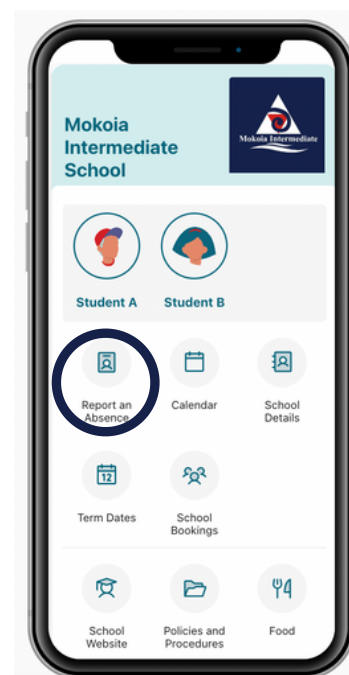 Mokoia
Intermediate
School
Mokoia Intermediate
Student A
Student B
Report an
Absence
Calendar
School
Details
12
Term Dates
School
Bookings
School
Website
Policies and
Procedures
Food